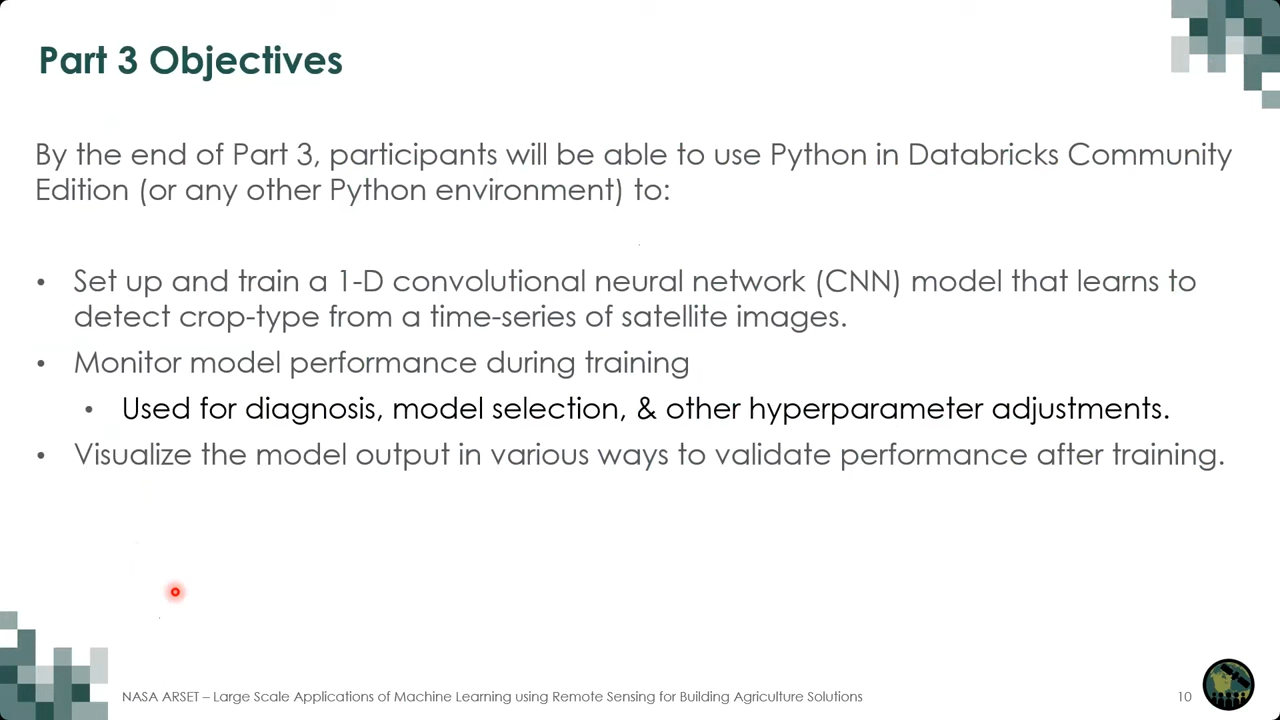 Part 3 Objectives
By the end of Part 3, participants will be able to use Python in Databricks Community
Edition (or any other Python environment) to:
• Set up and train a 1-D convolutional neural network (CNN) model that learns to
detect crop-type from a time-series of satellite images.
• Monitor model performance during training
• Used for diagnosis, model selection, & other hyperparameter adjustments.
• Visualize the model output in various ways to validate performance after training.
NASA ARSET – Large Scale Applications of Machine Learning using Remote Sensing for Building Agriculture Solutions
10